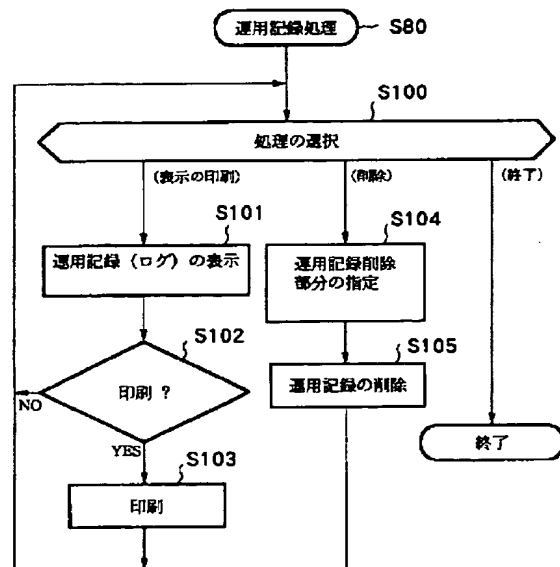 運用記録処理
S80
S100
処理の選択
(表示の印刷)
(削除)
(終了)
S101
S104
運用記録(ログ)の表示
運用記録削除
部分の指定
S102
S105
印刷 ?
運用記録の削除
NO
YES
終了
S103
印刷